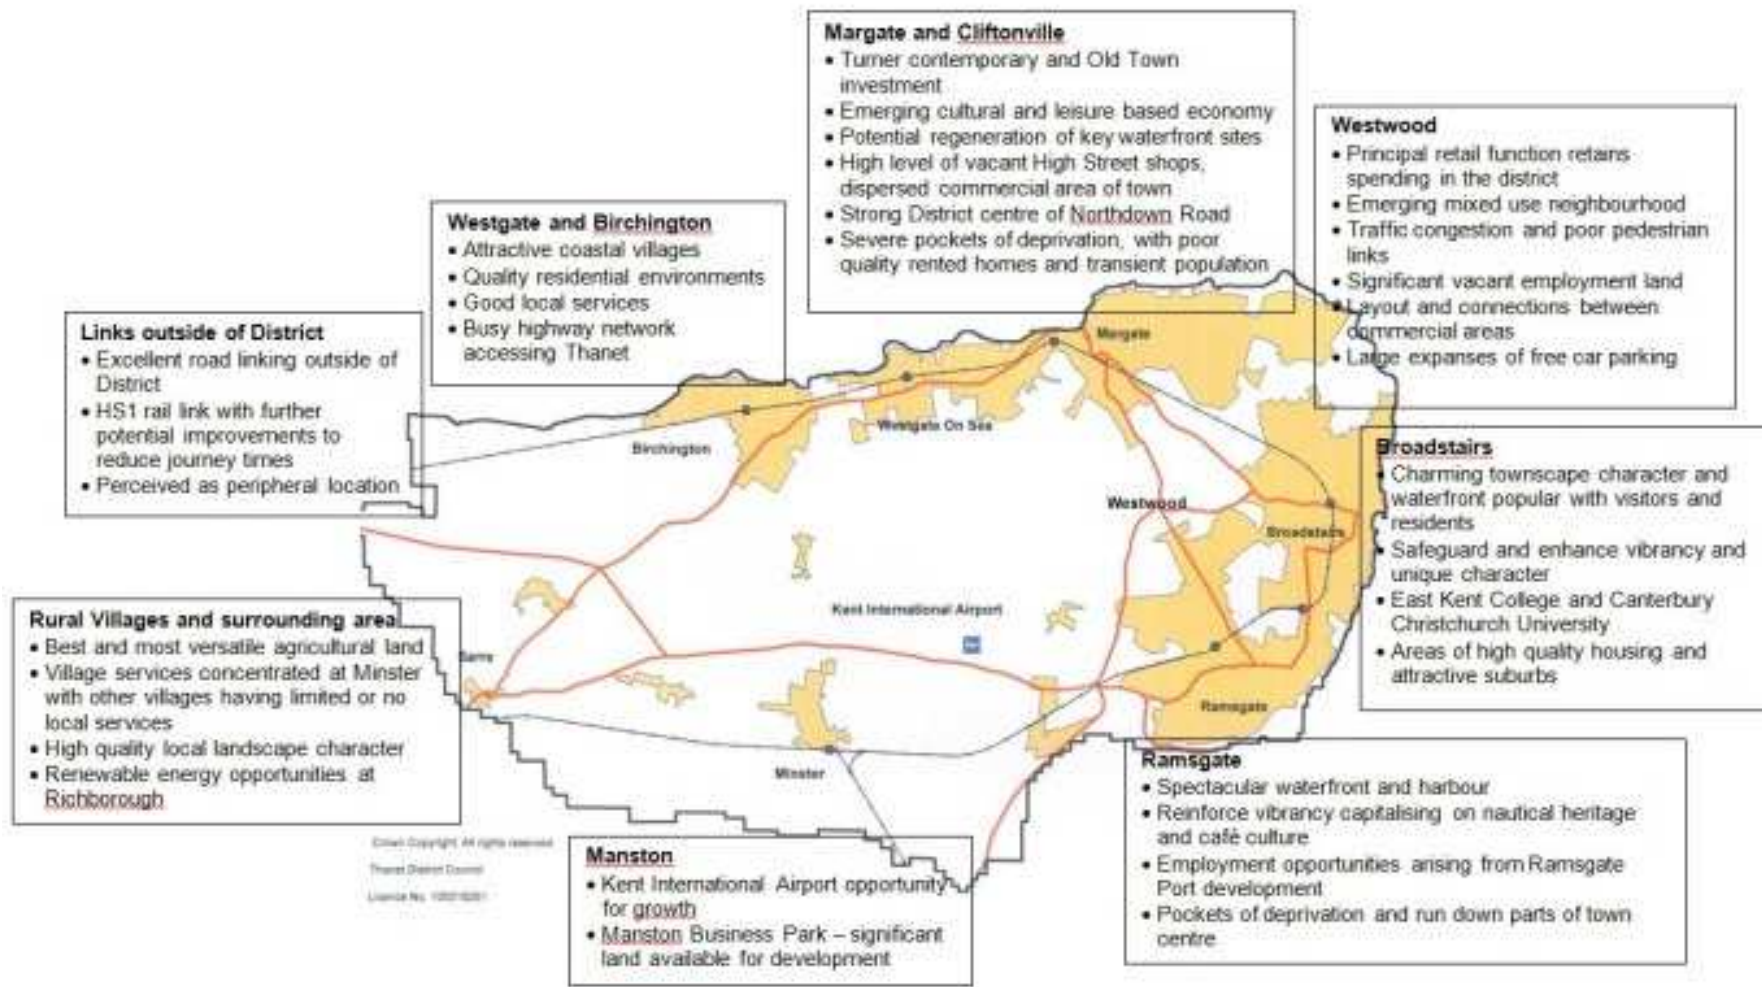 Margate and Cliftonville
• Turner contemporary and Old Town
investment
• Emerging cultural and leisure based economy
• Potential regeneration of key waterfront sites
• High level of vacant High Street shops,
dispersed commercial area of town
• Strong District centre of Northdown Road
• Severe pockets of deprivation, with poor
quality rented homes and transient population
Westwood
• Principal retail function retains
spending in the district
• Emerging mixed use neighbourhood
• Traffic congestion and poor pedestrian
links
• Significant vacant employment land
• Layout and connections between
commercial areas
• Large expanses of free car parking
Westgate and Birchington
• Attractive coastal villages
• Quality residential environments
• Good local services
• Busy highway network
accessing Thanet
Links outside of District
• Excellent road linking outside of
District
• HS1 rail link with further
potential improvements to
reduce journey times
• Perceived as peripheral location
Broadstairs
• Charming townscape character and
waterfront popular with visitors and
residents
• Safeguard and enhance vibrancy and
unique character
• East Kent College and Canterbury
Christchurch University
• Areas of high quality housing and
attractive suburbs
Rural Villages and surrounding area
• Best and most versatile agricultural land
• Village services concentrated at Minster
with other villages having limited or no
local services
• High quality local landscape character
• Renewable energy opportunities at
Richborough
Ramsgate
• Spectacular waterfront and harbour
• Reinforce vibrancy capitalising on nautical heritage
and café culture
• Employment opportunities arising from Ramsgate
Port development
• Pockets of deprivation and run down parts of town
centre
Manston
• Kent International Airport opportunity
for growth
• Manston Business Park – significant
land available for development
Margate
Westgate On Sea
Birchington
Westwood
Broadstairs
Kent International Airport
Sarre
Ramsgate
Minster
Crown Copyright. All rights reserved
Thanet District Council
Licence No.